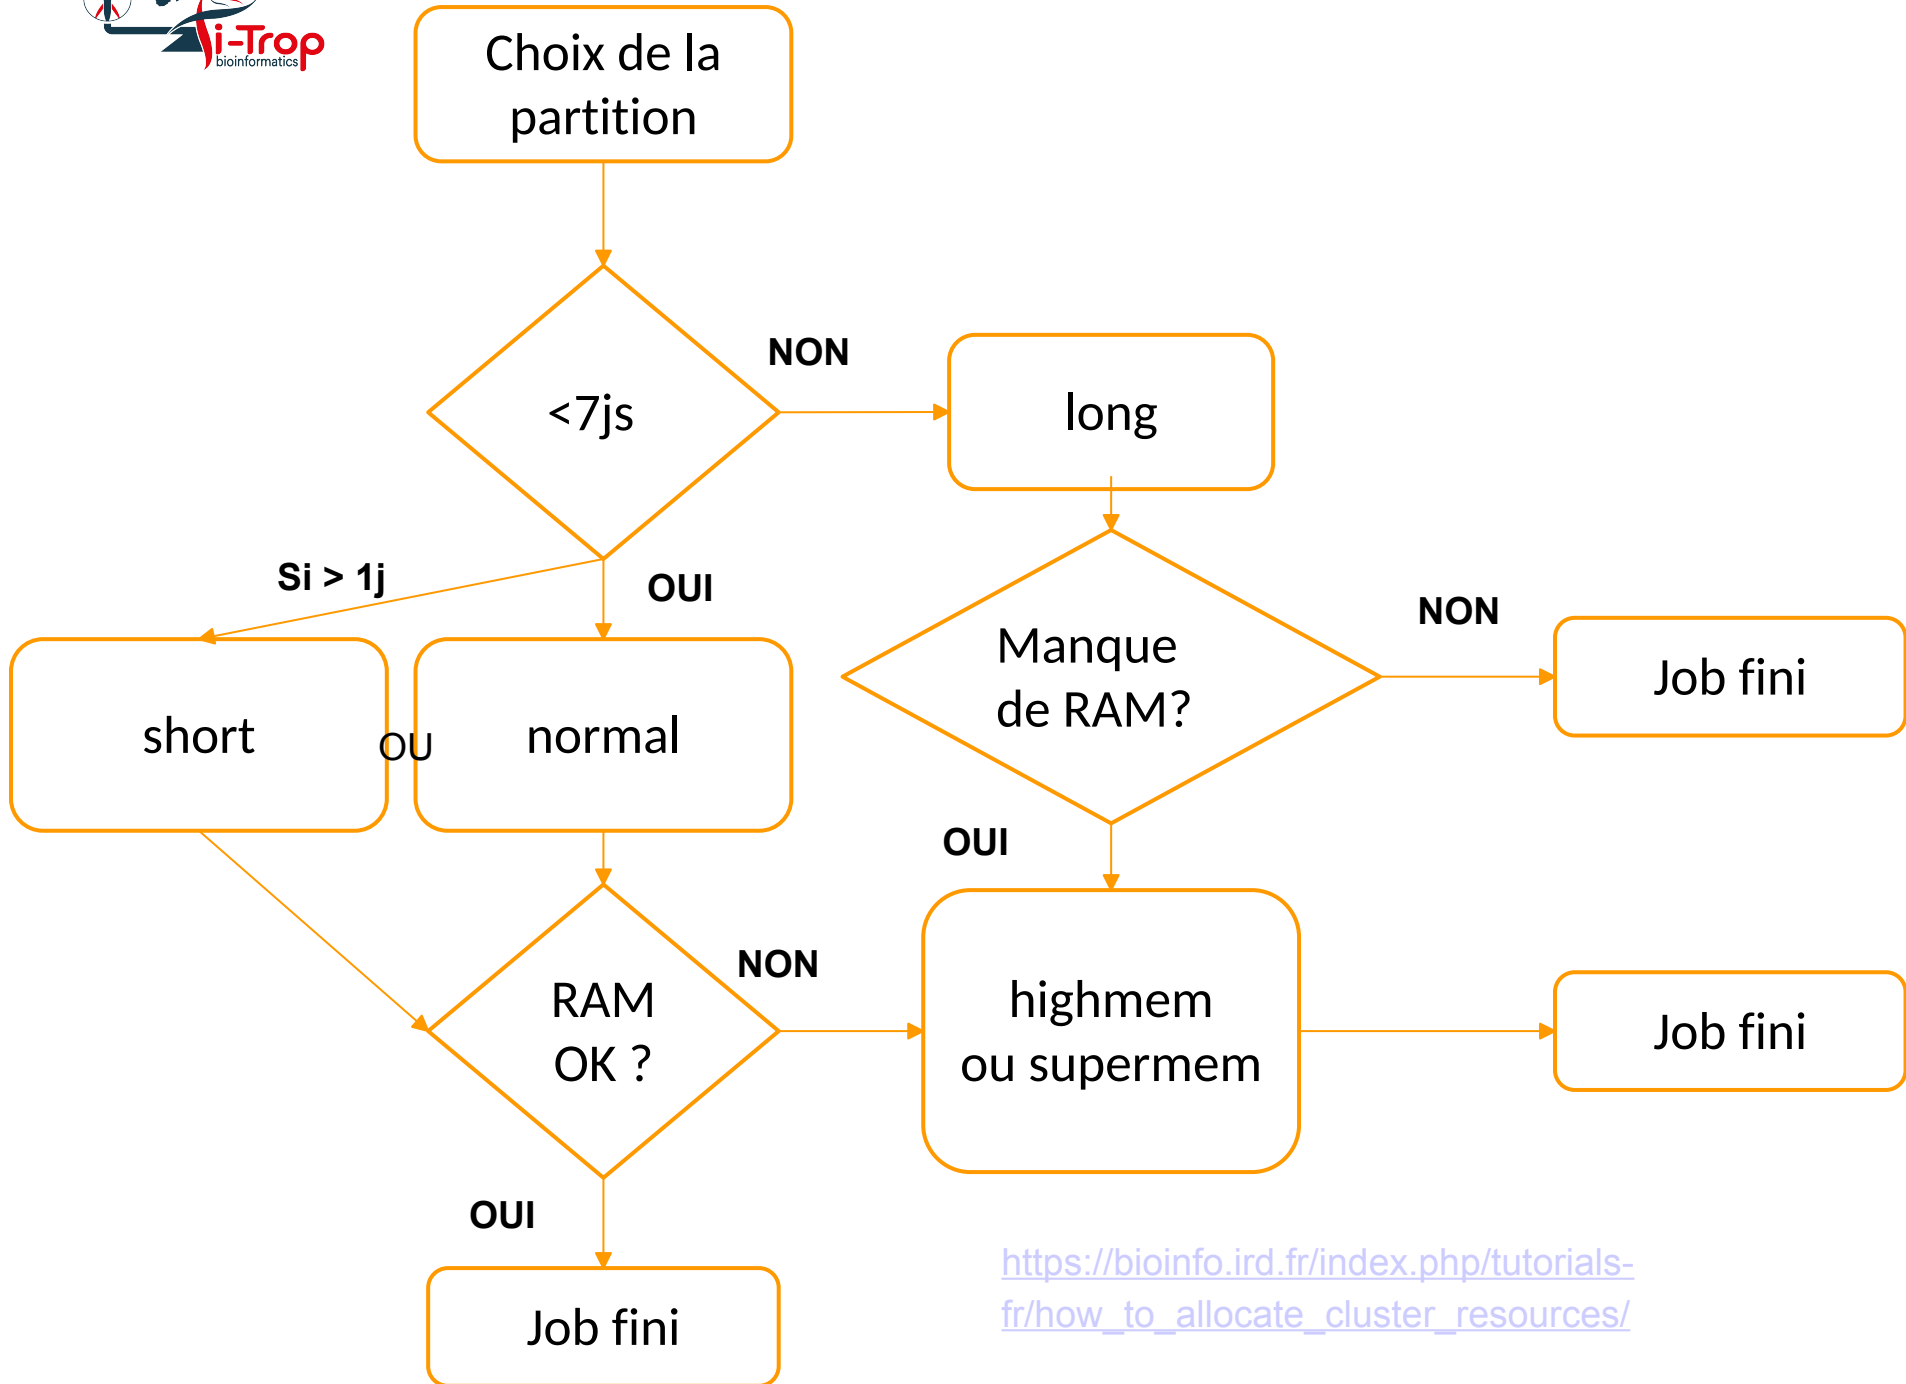 i-Trop
bioinformatics
Choix de la
partition
<7js
NON
long
Si > 1j
OUI
Manque
de RAM?
NON
Job fini
short
OU
normal
OUI
RAM
OK ?
NON
highmem
ou supermem
Job fini
OUI
Job fini
https://bioinfo.ird.fr/index.php/tutorials-
fr/how_to_allocate_cluster_resources/